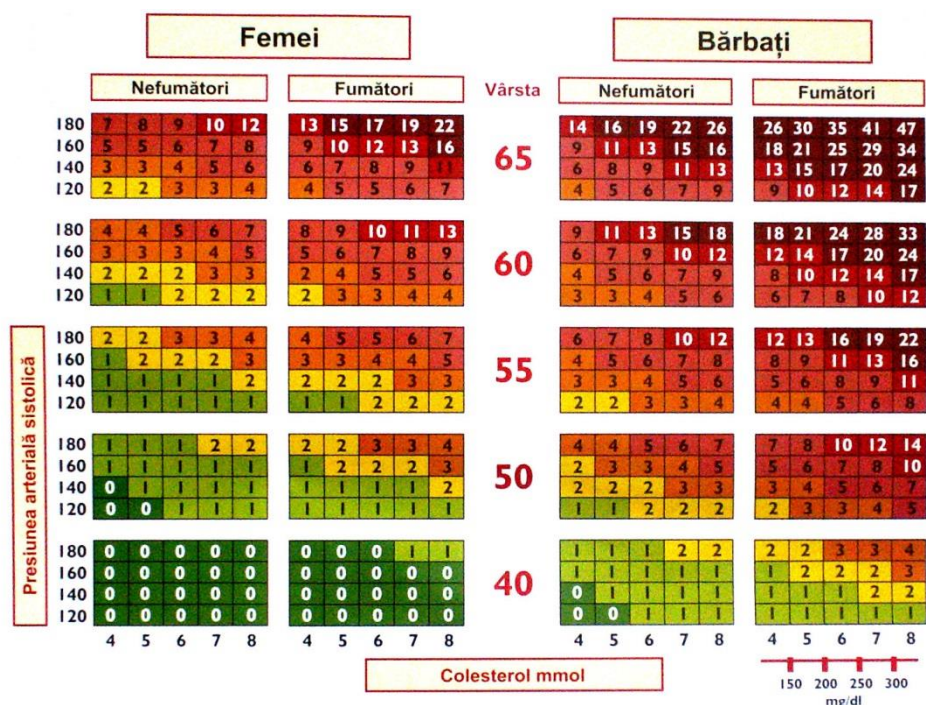 Femei Bărbați
Nefumători Fumători Vârsta Nefumători Fumători
180 7 8 9 10 12 13 15 17 19 22 14 16 19 22 26 26 30 35 41 47
160 5 5 6 7 8 9 10 12 13 16 9 11 13 15 16 18 21 25 29 34
65
140 3 3 4 5 6 6 7 8 9 11 6 8 9 11 13 13 15 17 20 24
120 2 2 3 3 4 4 5 5 6 7 4 5 6 7 9 9 10 12 14 17
180 4 4 5 6 7 8 9 10 11 13 9 11 13 15 18 18 21 24 28 33
160 3 3 3 4 5 5 6 7 8 9 6 7 9 10 12 12 14 17 20 24
60
140 2 2 2 3 3 2 4 5 5 6 4 5 6 7 9 8 10 12 14 17
120 1 1 2 2 2 2 3 3 4 4 3 3 4 5 6 6 7 8 10 12
180 2 2 3 3 4 4 5 5 6 7 6 7 8 10 12 12 13 16 19 22
160 1 2 2 2 3 3 3 4 4 5 4 5 6 7 8 8 9 11 13 16
55
140 1 1 1 1 2 2 2 2 3 3 3 3 4 5 6 5 6 8 9 11
120 1 1 1 1 1 1 1 2 2 2 2 2 3 3 4 4 4 5 6 8
180 1 1 1 2 2 2 2 3 3 4 4 4 5 6 7 7 8 10 12 14
160 1 1 1 1 1 1 2 2 2 3 2 3 3 4 5 5 6 7 8 10
50
140 0 1 1 1 1 1 1 1 1 2 2 2 2 3 3 3 4 5 6 7
120 0 0 1 1 1 1 1 1 1 1 1 1 2 2 2 2 3 3 4 5
180 0 0 0 0 0 0 0 0 1 1 1 1 1 2 2 2 2 3 3 4
160 0 0 0 0 0 0 0 0 0 0 1 1 1 1 1 1 2 2 2 3
40
140 0 0 0 0 0 0 0 0 0 0 0 1 1 1 1 1 1 1 2 2
120 0 0 0 0 0 0 0 0 0 0 0 0 1 1 1 1 1 1 1 1
4 5 6 7 8 4 5 6 7 8 4 5 6 7 8 4 5 6 7 8
Presiunea arterială sistolică
Colesterol mmol
150 200 250 300
mg/dl